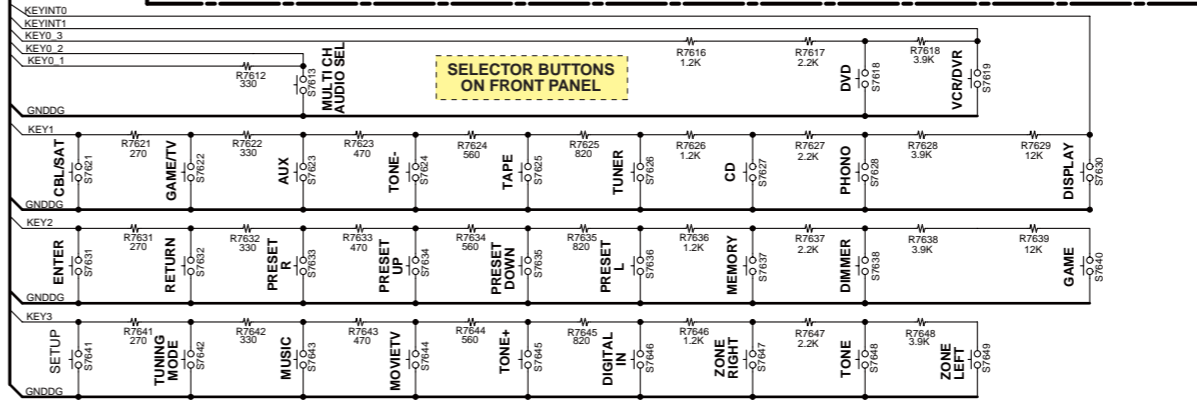 KEYINT0
KEYINT1
KEY0_3
KEY0_2
KEY0_1
R7612
330
S7613
MULTI CH
AUDIO SEL
SELECTOR BUTTONS
ON FRONT PANEL
R7616
1.2K
R7617
2.2K
DVD
S7618
R7618
3.9K
VCR/DVR
S7619
GNDDG
KEY1
CBL/SAT
S7621
R7621
270
GAME/TV
S7622
R7622
330
AUX
S7623
R7623
470
TONE-
S7624
R7624
560
TAPE
S7625
R7625
820
TUNER
S7626
R7626
1.2K
CD
S7627
R7627
2.2K
PHONO
S7628
R7628
3.9K
R7629
12K
DISPLAY
S7630
GNDDG
KEY2
ENTER
S7631
R7631
270
RETURN
S7632
R7632
330
PRESET
R
S7633
R7633
470
PRESET
UP
S7634
R7634
560
PRESET
DOWN
S7635
R7635
820
PRESET
L
S7636
R7636
1.2K
MEMORY
S7637
R7637
2.2K
DIMMER
S7638
R7638
3.9K
R7639
12K
GAME
S7640
GNDDG
KEY3
SETUP
S7641
R7641
270
TUNING
MODE
S7642
R7642
330
MUSIC
S7643
R7643
470
MOVIETV
S7644
R7644
560
TONE+
S7645
R7645
820
DIGITAL
IN
S7646
R7646
1.2K
ZONE
RIGHT
S7647
R7647
2.2K
TONE
S7648
R7648
3.9K
ZONE
LEFT
S7649
GNDDG